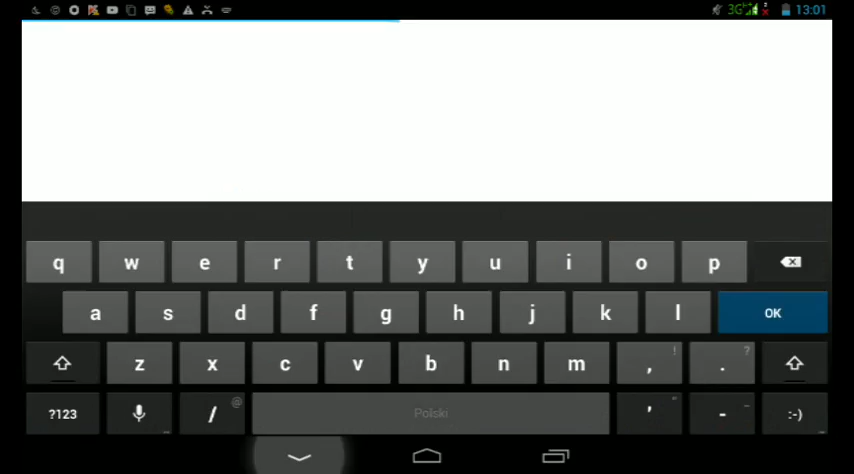 3G H+ 13:01
q w e r t y u i o p
a s d f g h j k l OK
z x c v b n m , ! . ?
?123 / @ Polski ' " - _ :-)